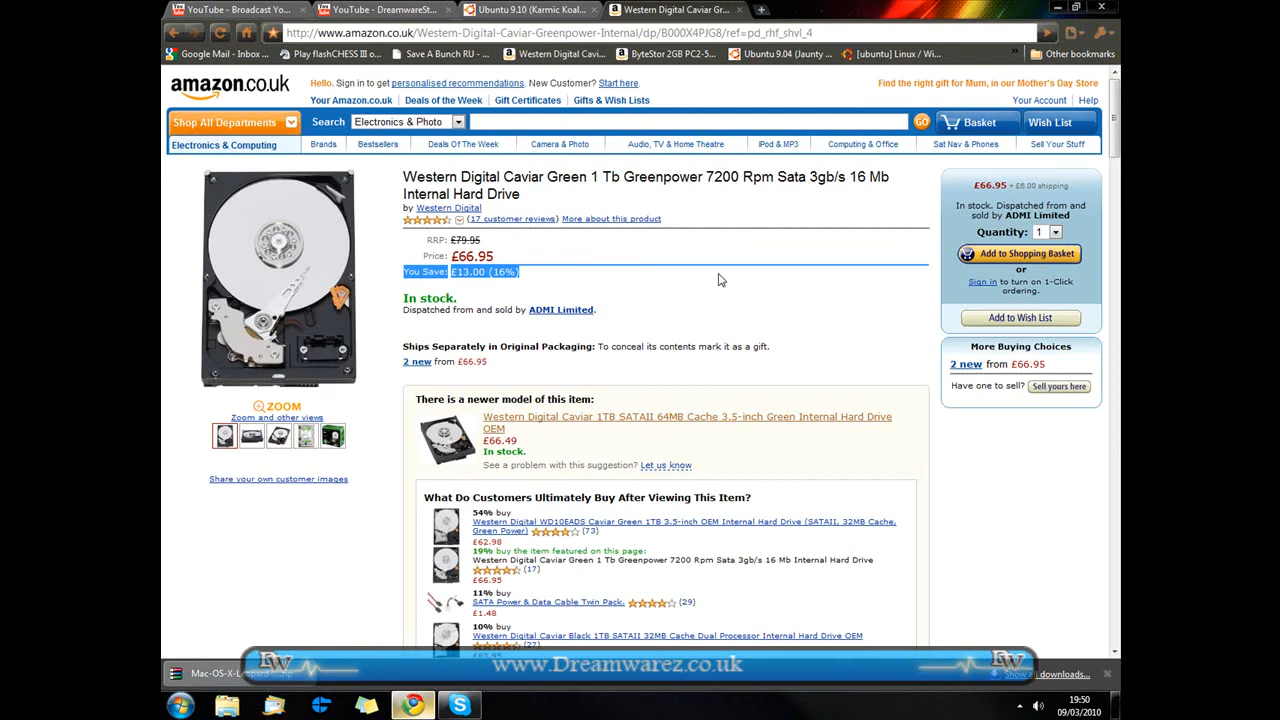 YouTube - Broadcast Yo...
YouTube - DreamwareSt...
Ubuntu 9.10 (Karmic Koal...
Western Digital Caviar Gr...
http://www.amazon.co.uk/Western-Digital-Caviar-Greenpower-Internal/dp/B000X4PJG8/ref=pd_rhf_shvl_4
Google Mail - Inbox ...
Play flashCHESS III o...
Save A Bunch RU - ...
Western Digital Cavi...
ByteStor 2GB PC2-5...
Ubuntu 9.04 (Jaunty ...
[ubuntu] Linux / Wi...
Other bookmarks
amazon.co.uk
Hello. Sign in to get personalised recommendations. New Customer? Start here.
Find the right gift for Mum, in our Mother's Day Store
Your Amazon.co.uk
Deals of the Week
Gift Certificates
Gifts & Wish Lists
Your Account
Help
Shop All Departments
Search
Electronics & Photo
GO
Basket
Wish List
Electronics & Computing
Brands
Bestsellers
Deals Of The Week
Camera & Photo
Audio, TV & Home Theatre
iPod & MP3
Computing & Office
Sat Nav & Phones
Sell Your Stuff
Western Digital Caviar Green 1 Tb Greenpower 7200 Rpm Sata 3gb/s 16 Mb
Internal Hard Drive
by Western Digital
(17 customer reviews) More about this product
RRP: £79.95
Price: £66.95
You Save: £13.00 (16%)
In stock.
Dispatched from and sold by ADMI Limited.
Ships Separately in Original Packaging: To conceal its contents mark it as a gift.
2 new from £66.95
ZOOM
Zoom and other views
Share your own customer images
£66.95 + £6.00 shipping
In stock. Dispatched from and
sold by ADMI Limited
Quantity: 1
Add to Shopping Basket
or
Sign in to turn on 1-Click
ordering.
Add to Wish List
More Buying Choices
2 new from £66.95
Have one to sell? Sell yours here
There is a newer model of this item:
Western Digital Caviar 1TB SATAII 64MB Cache 3.5-inch Green Internal Hard Drive
OEM
£66.49
In stock.
See a problem with this suggestion? Let us know
What Do Customers Ultimately Buy After Viewing This Item?
54% buy
Western Digital WD10EADS Caviar Green 1TB 3.5-inch OEM Internal Hard Drive (SATAII, 32MB Cache,
Green Power) (73)
£62.98
19% buy the item featured on this page:
Western Digital Caviar Green 1 Tb Greenpower 7200 Rpm Sata 3gb/s 16 Mb Internal Hard Drive
(17)
£66.95
11% buy
SATA Power & Data Cable Twin Pack. (29)
£1.48
10% buy
Western Digital Caviar Black 1TB SATAII 32MB Cache Dual Processor Internal Hard Drive OEM
(27)
DW
www.Dreamwarez.co.uk
DW
Show all downloads...
19:50
09/03/2010